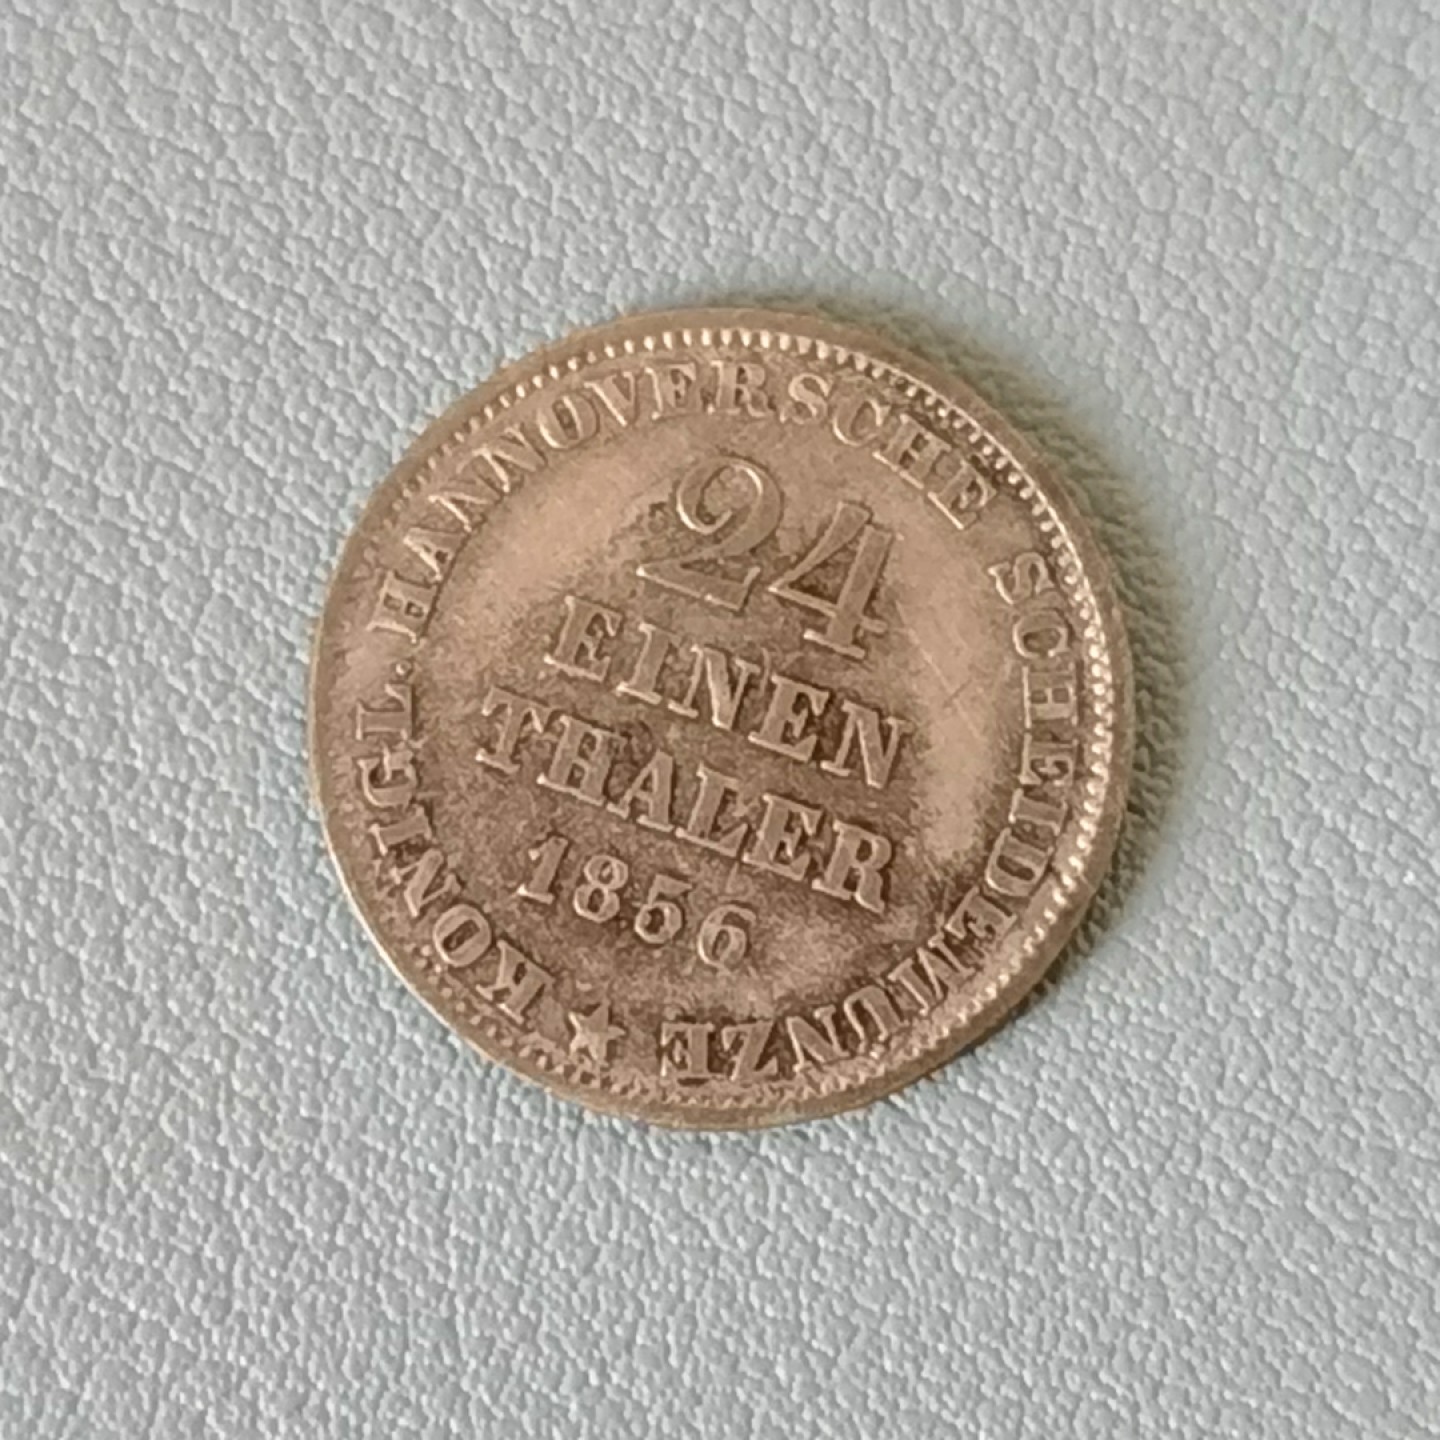 KÖNIGL. HANNOVERSCHE SCHEIDEMÜNZE
24
EINEN
THALER
1856